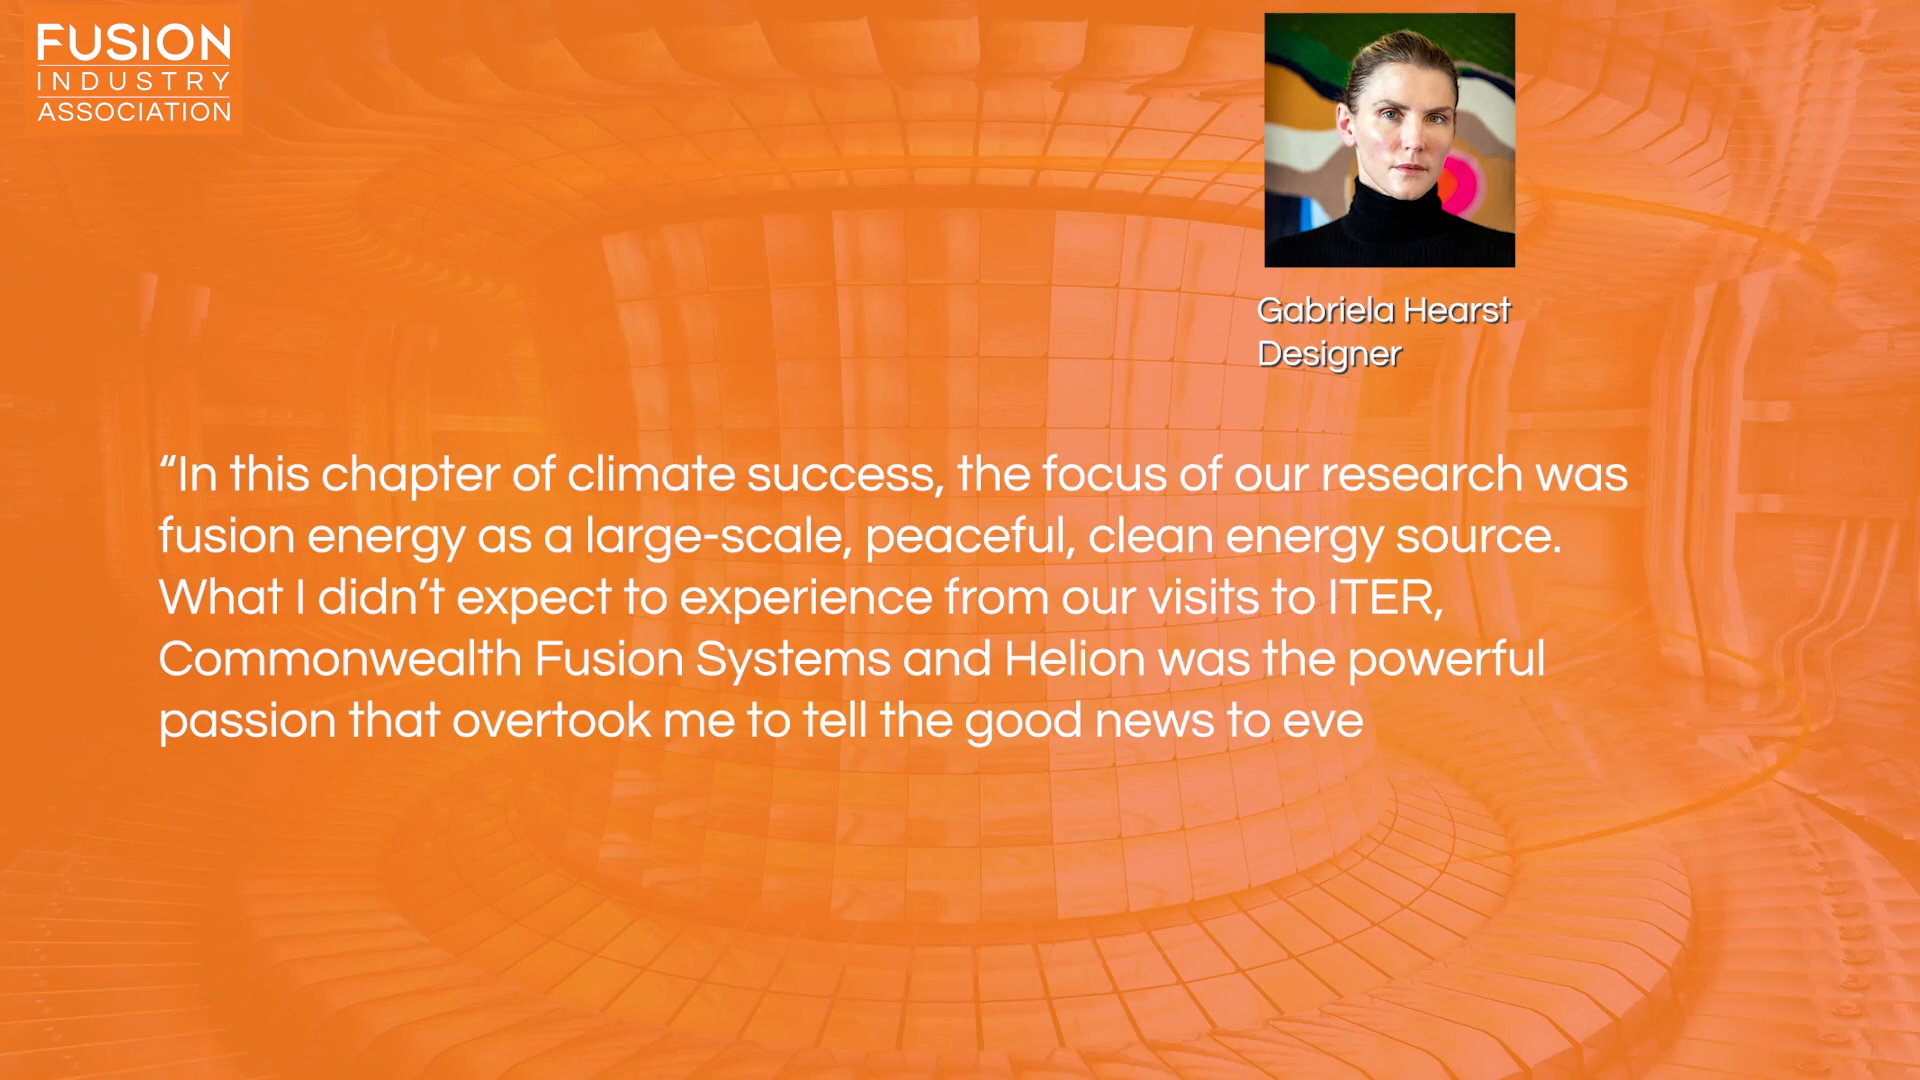 FUSION
INDUSTRY
ASSOCIATION
Gabriela Hearst
Designer
“In this chapter of climate success, the focus of our research was
fusion energy as a large-scale, peaceful, clean energy source.
What I didn’t expect to experience from our visits to ITER,
Commonwealth Fusion Systems and Helion was the powerful
passion that overtook me to tell the good news to eve